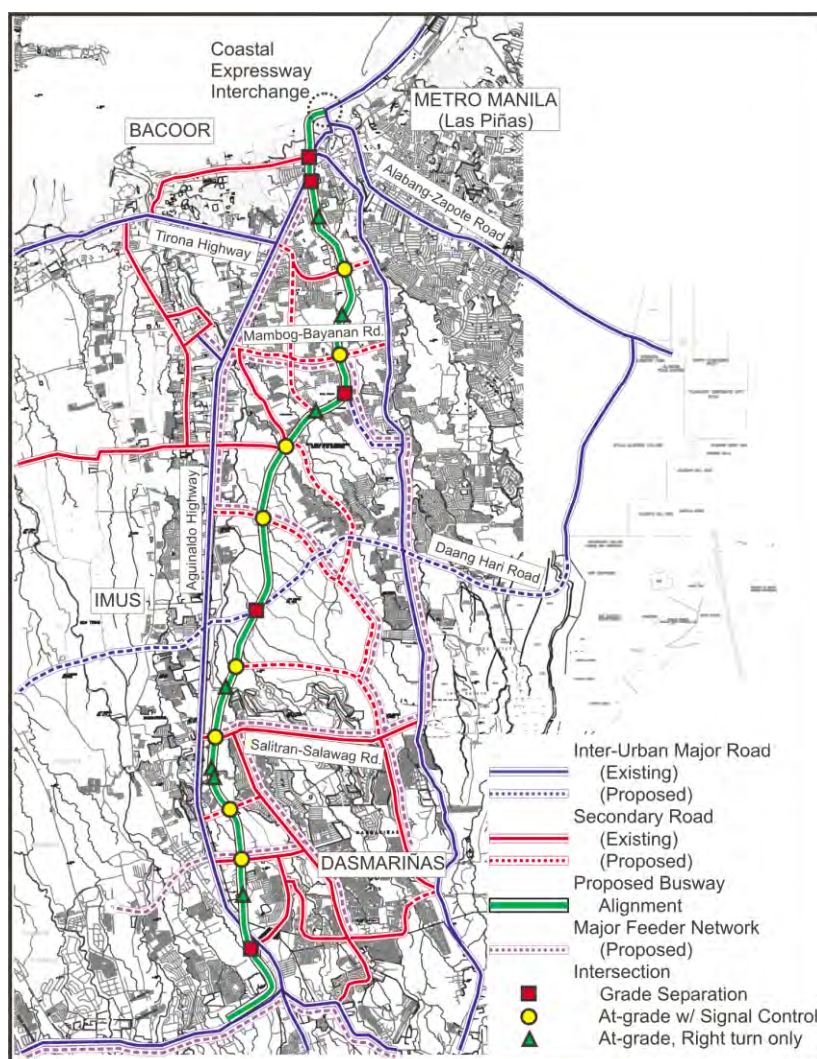 Coastal
Expressway
Interchange
METRO MANILA
(Las Piñas)
BACOOR
Alabang-Zapote Road
Tirona Highway
Mambog-Bayanan Rd.
Aguinaldo Highway
Daang Hari Road
IMUS
Salitran-Salawag Rd.
DASMARIÑAS
Inter-Urban Major Road
(Existing)
(Proposed)
Secondary Road
(Existing)
(Proposed)
Proposed Busway
Alignment
Major Feeder Network
(Proposed)
Intersection
Grade Separation
At-grade w/ Signal Control
At-grade, Right turn only